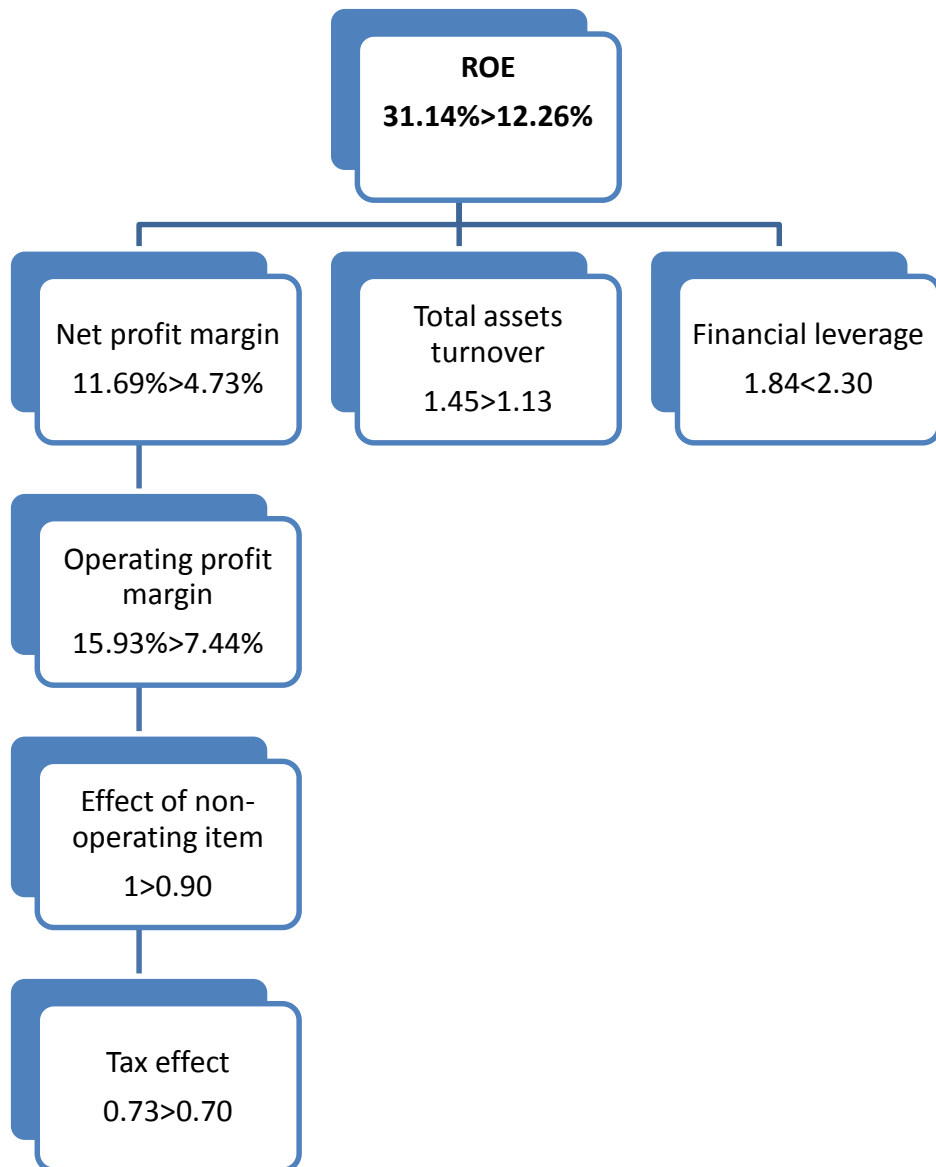 ROE
31.14%>12.26%
Net profit margin
11.69%>4.73%
Total assets
turnover
1.45>1.13
Financial leverage
1.84<2.30
Operating profit
margin
15.93%>7.44%
Effect of non-
operating item
1>0.90
Tax effect
0.73>0.70